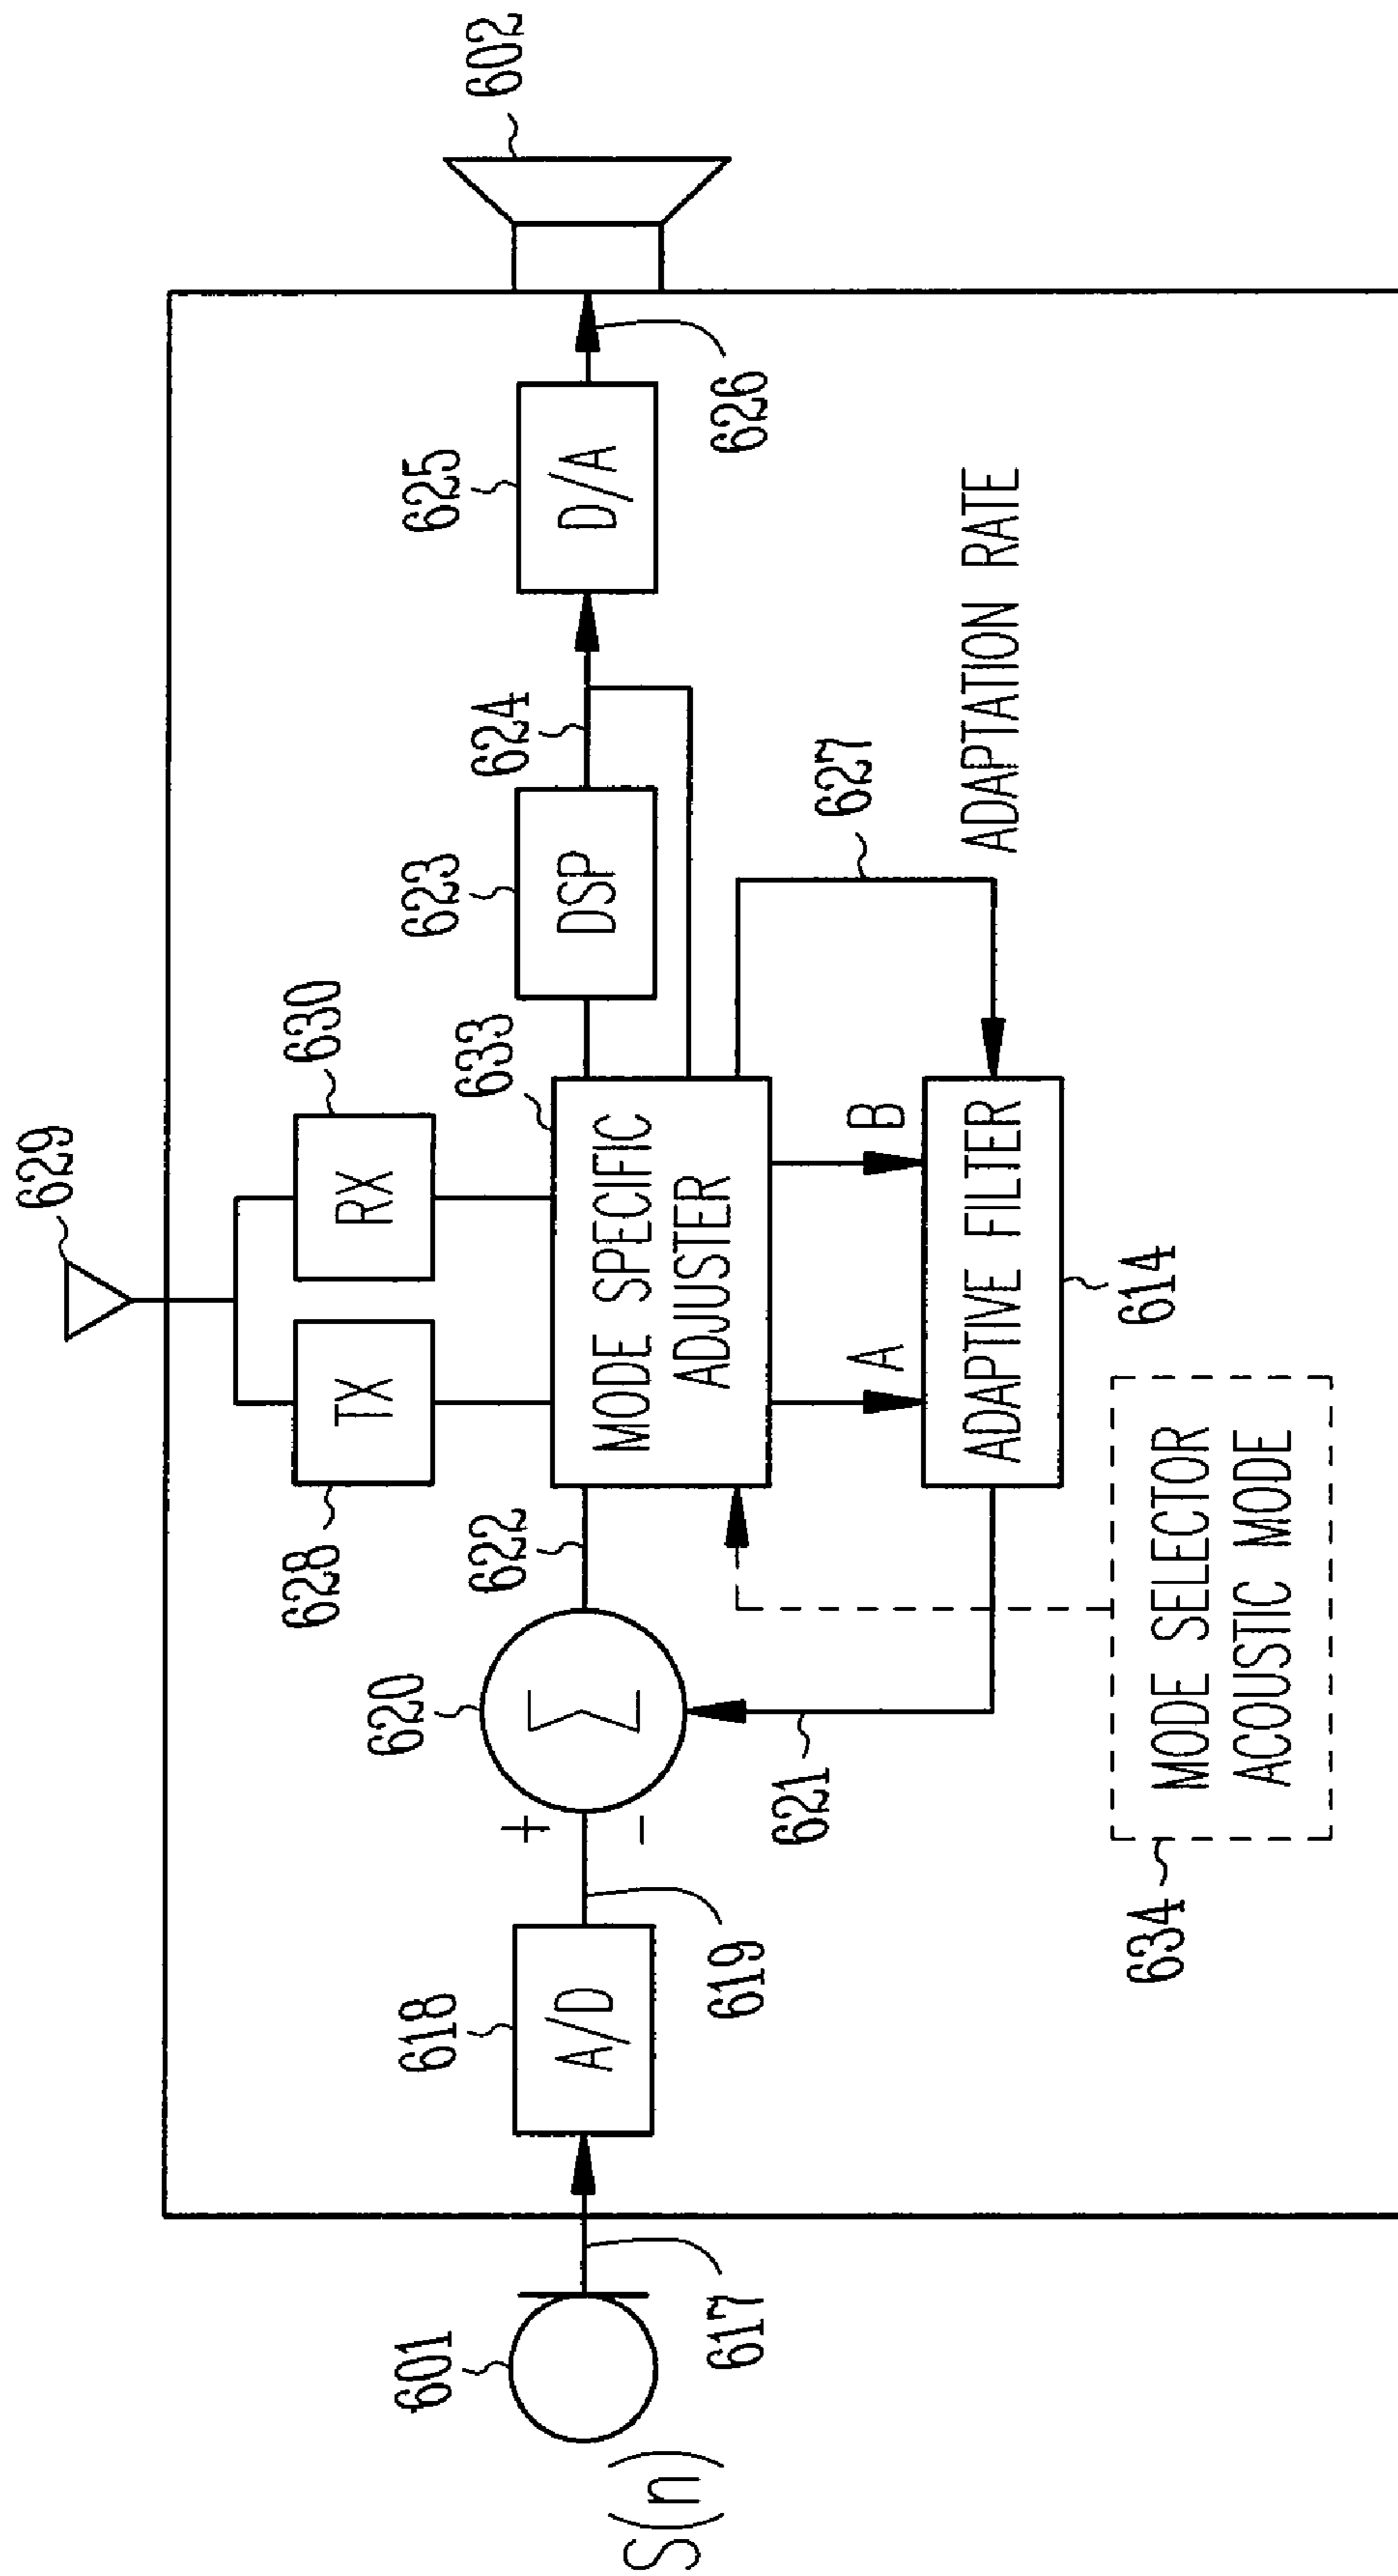 629
628
TX
630
RX
601
S(n)
617
618
A/D
619
620
+
Σ
−
621
622
633
MODE SPECIFIC
ADJUSTER
623
DSP
624
625
D/A
626
602
A
B
627
ADAPTATION RATE
ADAPTIVE FILTER
614
634
MODE SELECTOR
ACOUSTIC MODE